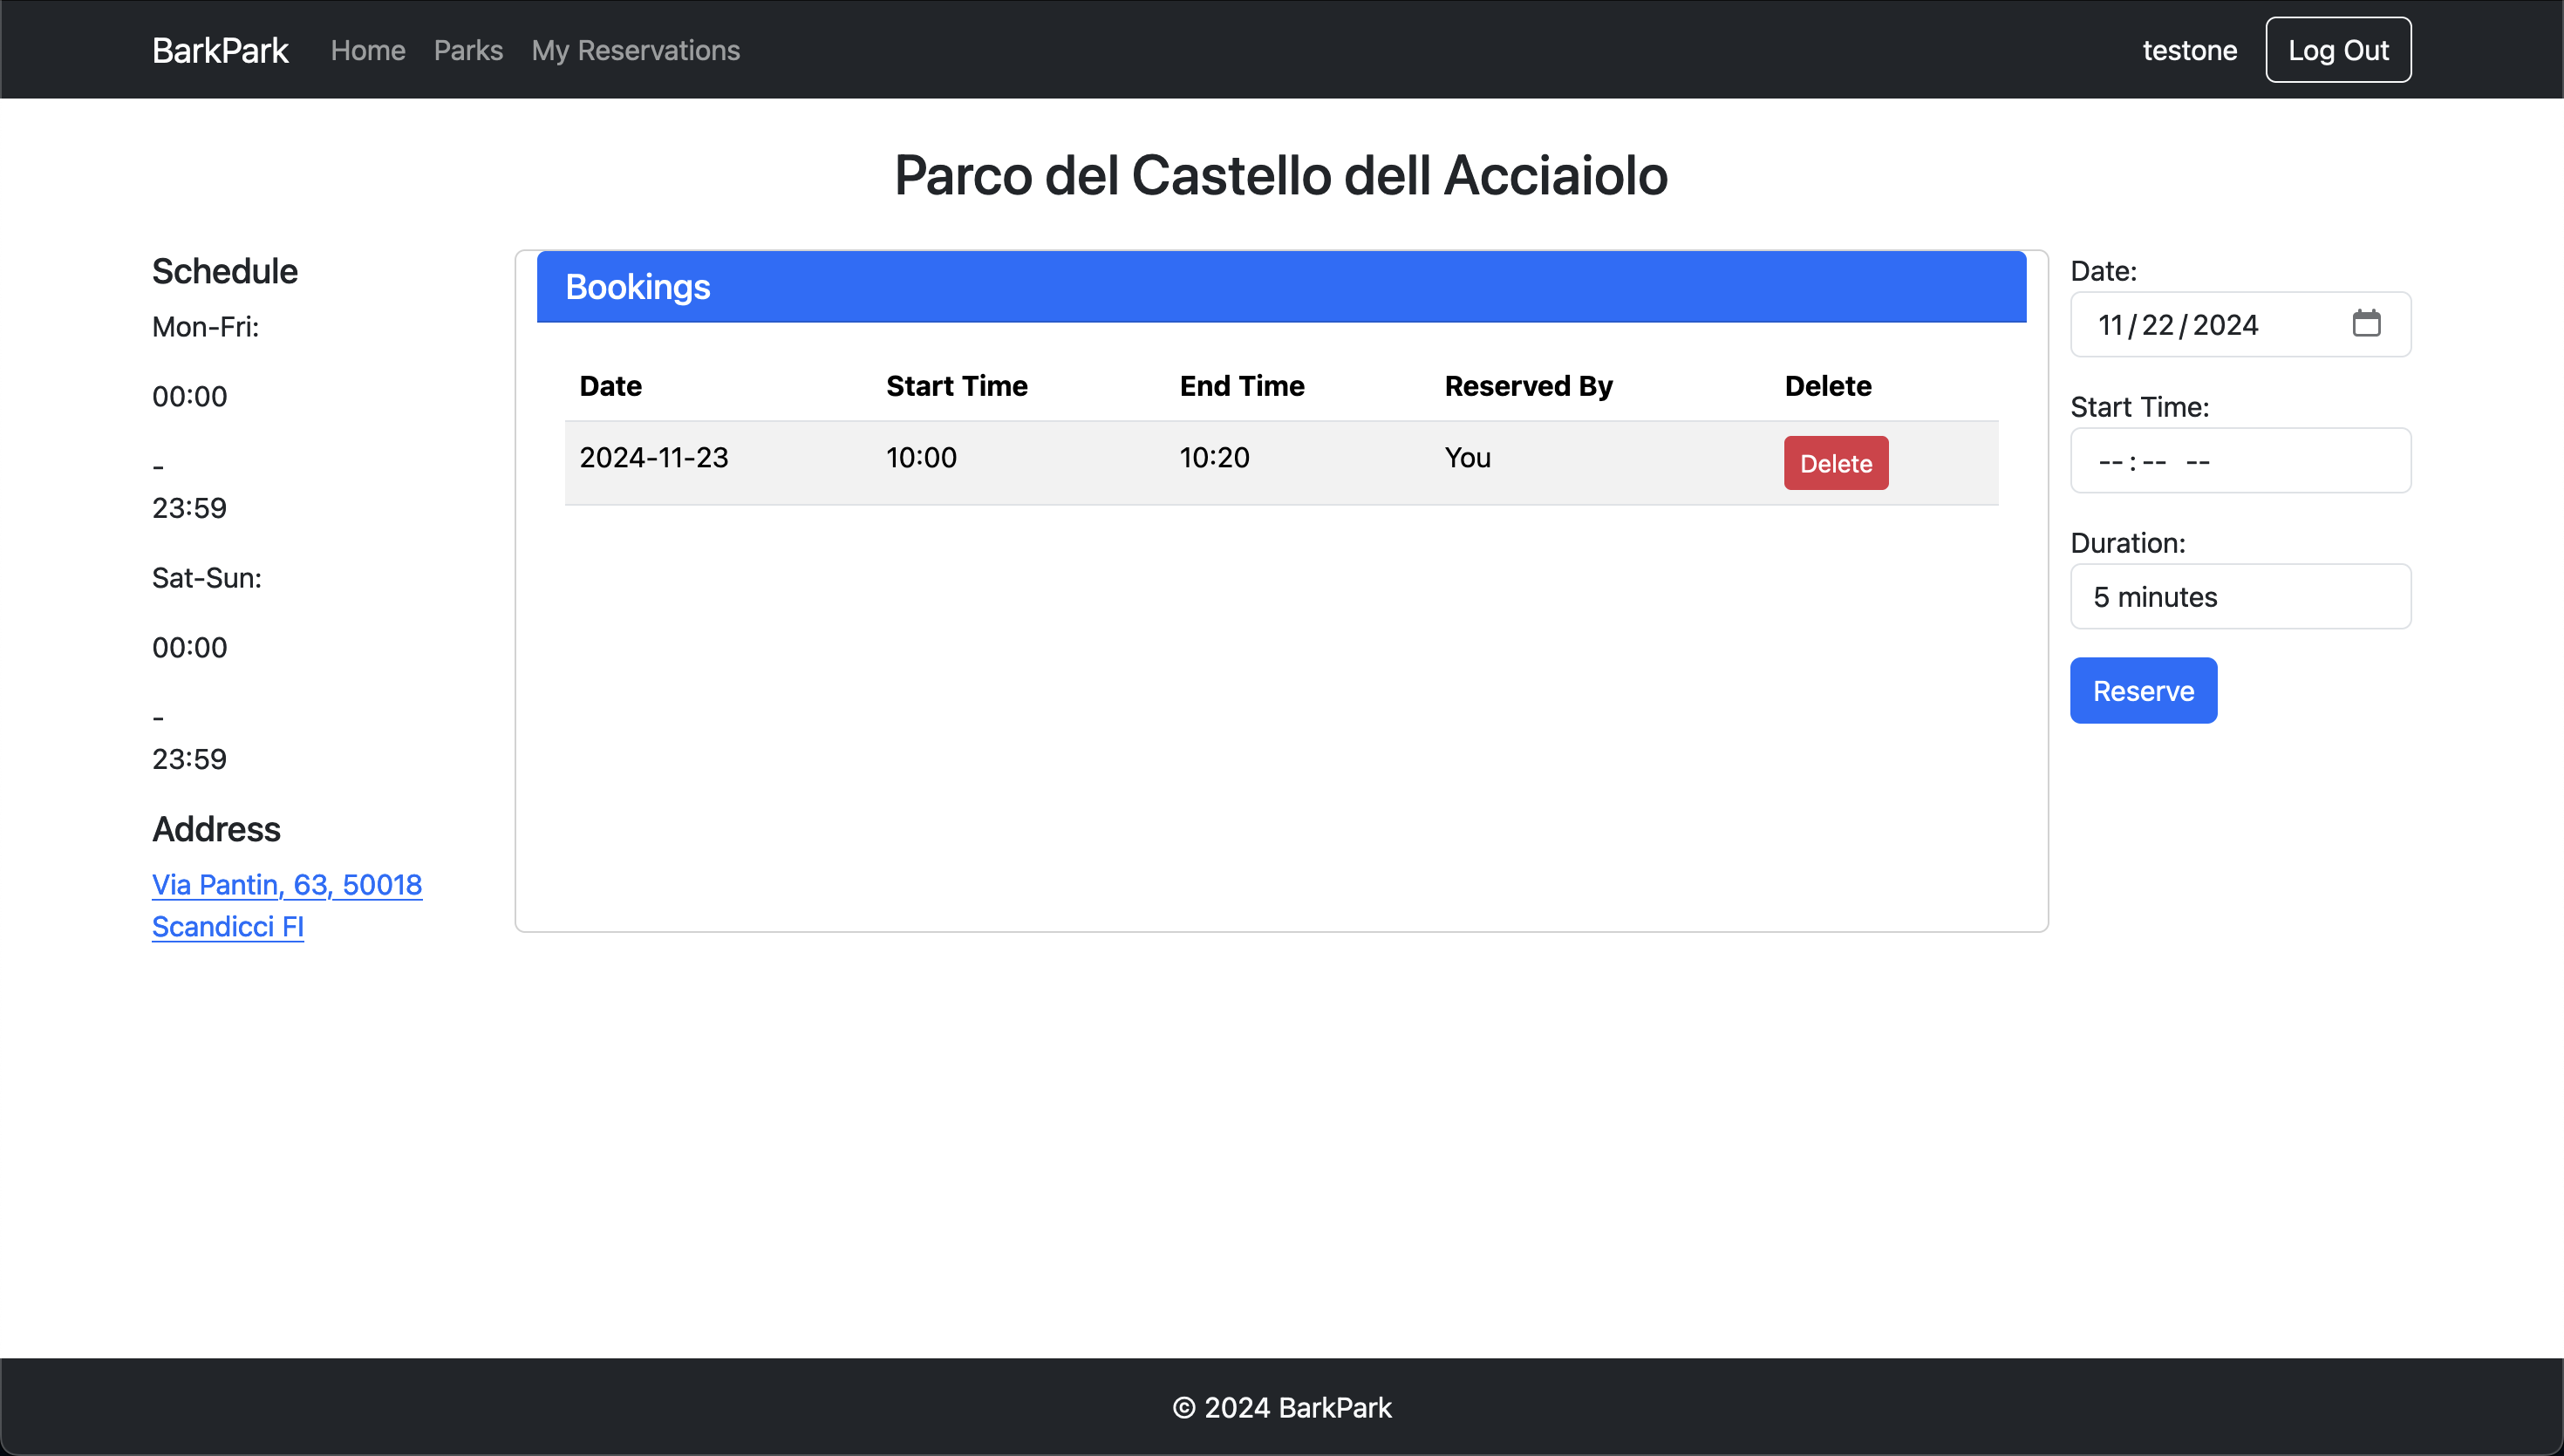 BarkPark Home Parks My Reservations testone Log Out
Parco del Castello dell Acciaiolo
Schedule
Mon-Fri:
00:00
-
23:59
Sat-Sun:
00:00
-
23:59
Address
Via Pantin, 63, 50018
Scandicci FI
Bookings
Date Start Time End Time Reserved By Delete
2024-11-23 10:00 10:20 You Delete
Date:
11/22/2024
Start Time:
--:-- --
Duration:
5 minutes
Reserve
© 2024 BarkPark